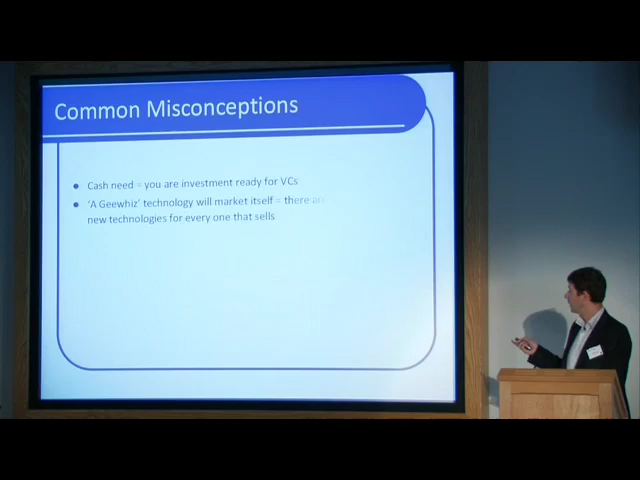 Common Misconceptions
Cash need = you are investment ready for VCs
‘A Geewhiz’ technology will market itself = there are
new technologies for every one that sells